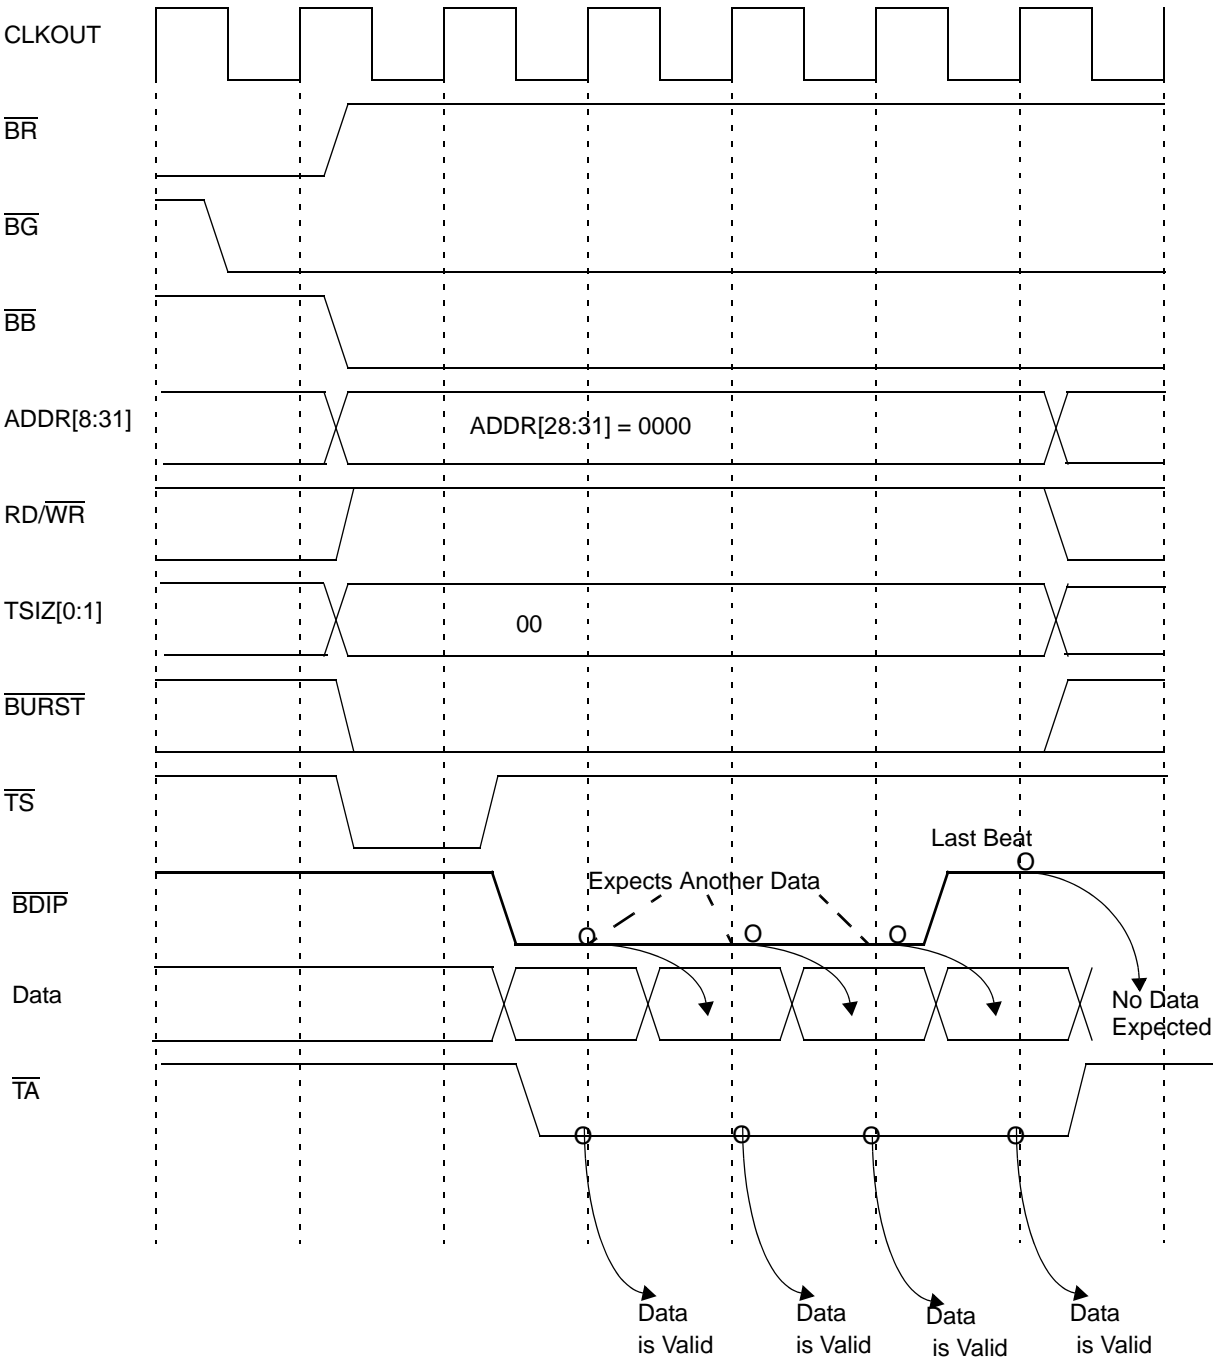 CLKOUT
BR
BG
BB
ADDR[8:31]
ADDR[28:31] = 0000
RD/WR
TSIZ[0:1]
00
BURST
TS
Last Beat
Expects Another Data
BDIP
Data
No Data
Expected
TA
Data
is Valid
Data
is Valid
Data
is Valid
Data
is Valid